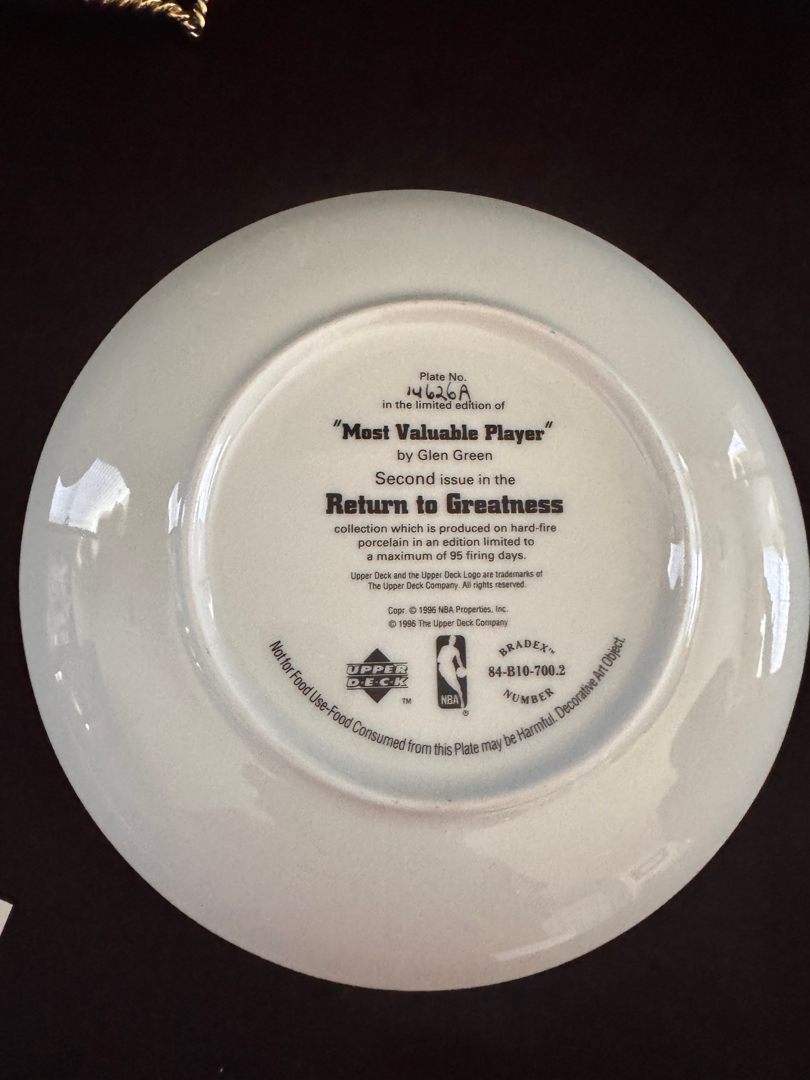 Plate No.
14626A
in the limited edition of
"Most Valuable Player"
by Glen Green
Second issue in the
Return to Greatness
collection which is produced on hard-fire
porcelain in an edition limited to
a maximum of 95 firing days.
Upper Deck and the Upper Deck Logo are trademarks of
The Upper Deck Company. All rights reserved.
Copr. © 1996 NBA Properties, Inc.
© 1996 The Upper Deck Company
UPPER
D·E·C·K
TM
NBA
®
BRADEX™
84-B10-700.2
NUMBER
Not for Food Use-Food Consumed from this Plate may be Harmful. Decorative Art Object.